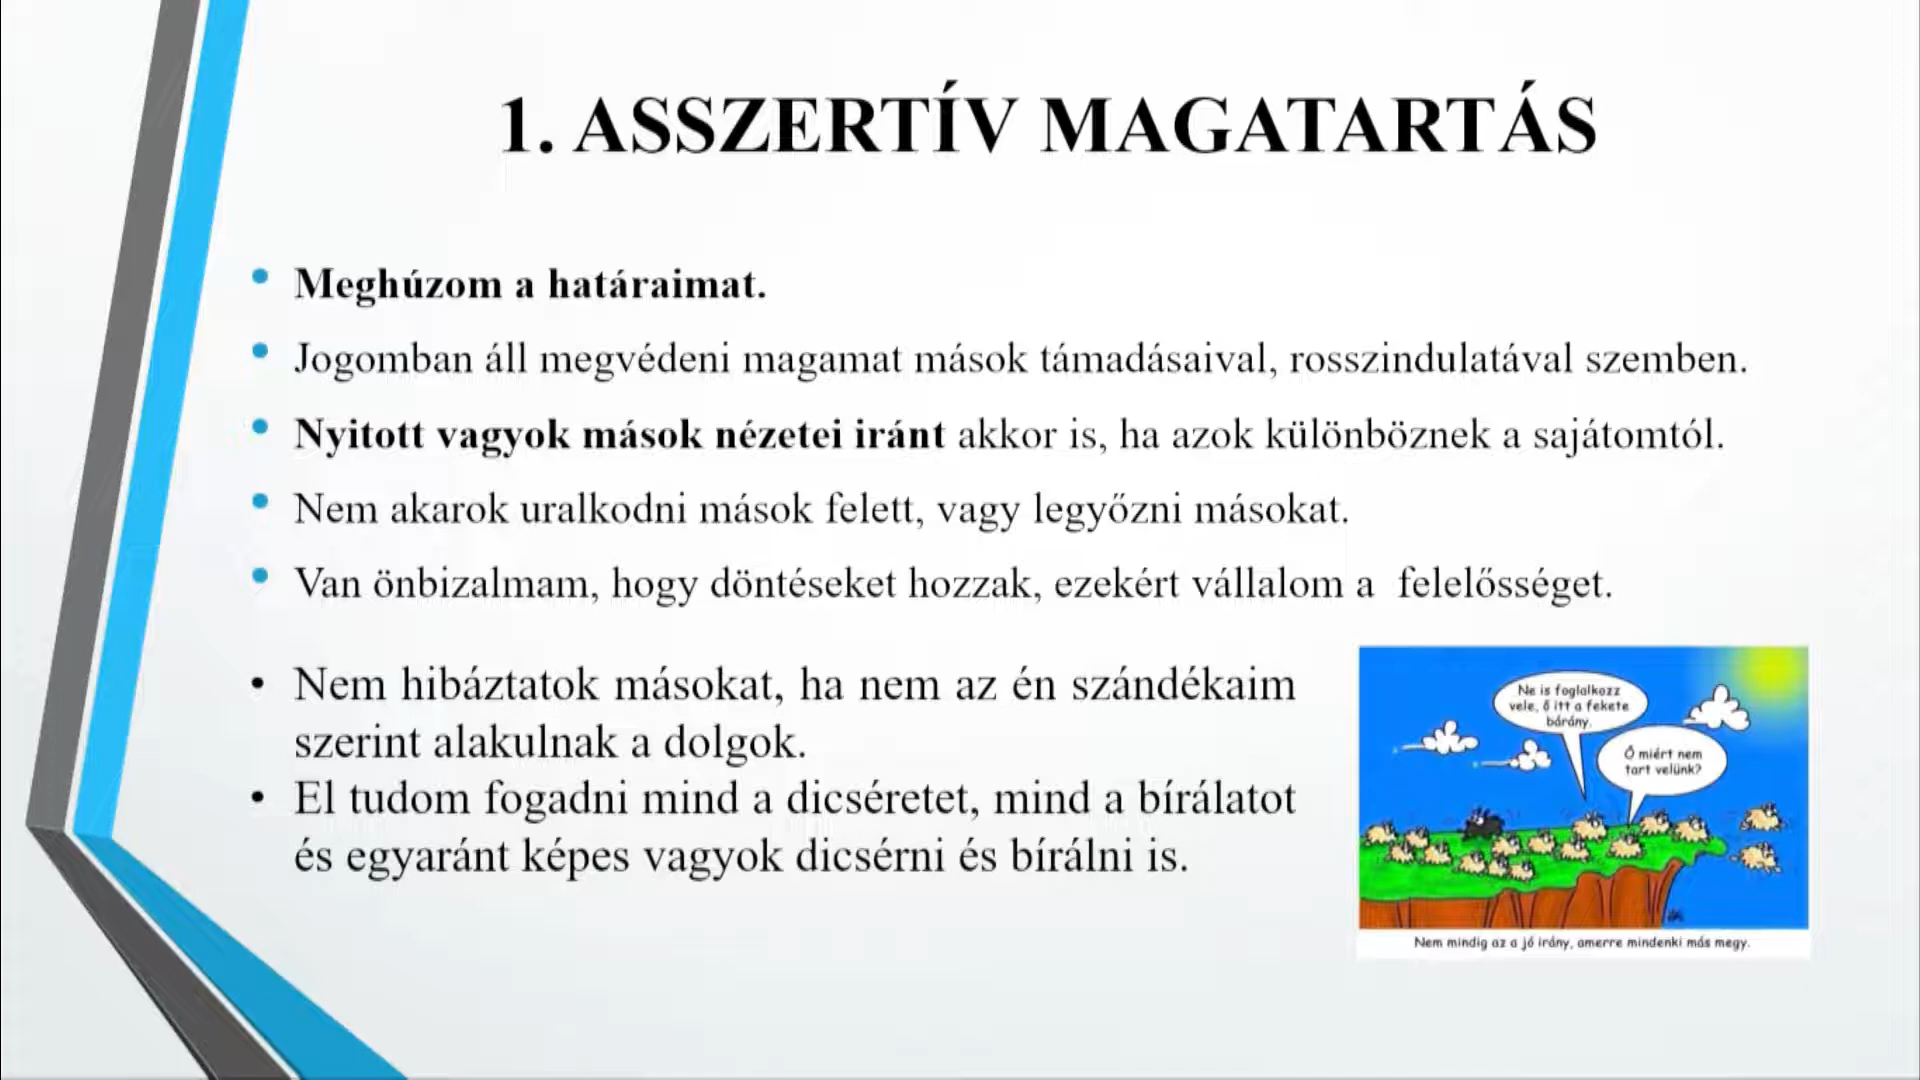 1. ASSZERTÍV MAGATARTÁS
• Meghúzom a határaimat.
• Jogomban áll megvédeni magamat mások támadásaival, rosszindulatával szemben.
• Nyitott vagyok mások nézetei iránt akkor is, ha azok különböznek a sajátomtól.
• Nem akarok uralkodni mások felett, vagy legyőzni másokat.
• Van önbizalmam, hogy döntéseket hozzak, ezekért vállalom a felelősséget.
• Nem hibáztatok másokat, ha nem az én szándékaim
szerint alakulnak a dolgok.
• El tudom fogadni mind a dicséretet, mind a bírálatot
és egyaránt képes vagyok dicsérni és bírálni is.
Ne is foglalkozz
vele, ő itt a fekete
bárány.
Ő miért nem
tart velünk?
Nem mindig az a jó irány, amerre mindenki más megy.